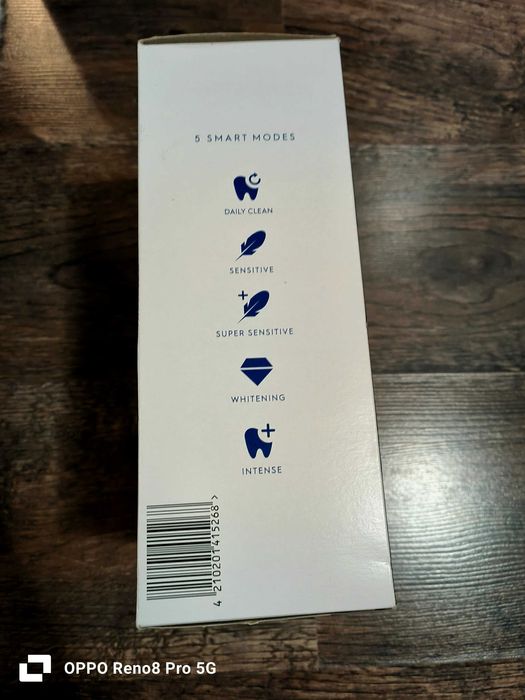 5 SMART MODES
DAILY CLEAN
SENSITIVE
SUPER SENSITIVE
WHITENING
INTENSE
4 210201 415268 >
OPPO Reno8 Pro 5G